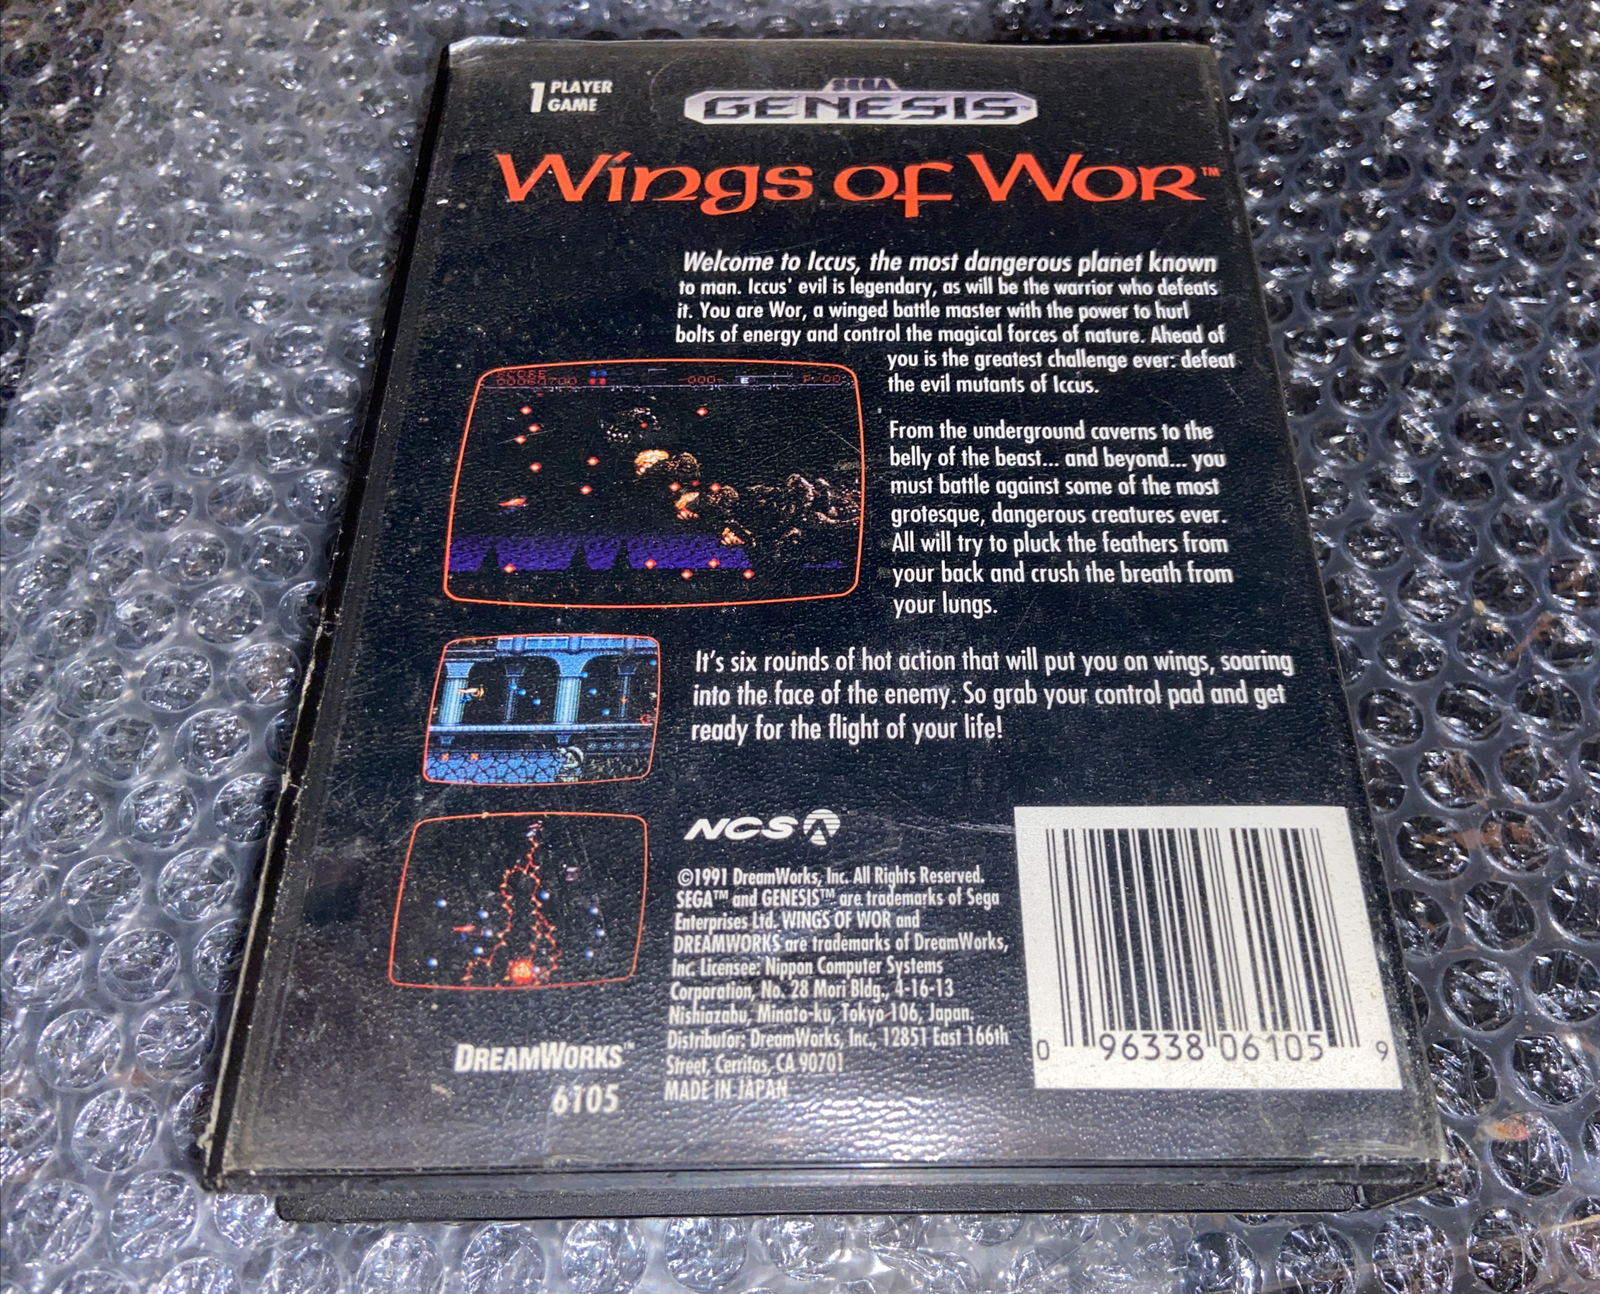 1 PLAYER
GAME
SEGA
GENESIS™
Wings of Wor™
Welcome to Iccus, the most dangerous planet known
to man. Iccus' evil is legendary, as will be the warrior who defeats
it. You are Wor, a winged battle master with the power to hurl
bolts of energy and control the magical forces of nature. Ahead of
you is the greatest challenge ever: defeat
the evil mutants of Iccus.
From the underground caverns to the
belly of the beast... and beyond... you
must battle against some of the most
grotesque, dangerous creatures ever.
All will try to pluck the feathers from
your back and crush the breath from
your lungs.
It's six rounds of hot action that will put you on wings, soaring
into the face of the enemy. So grab your control pad and get
ready for the flight of your life!
SCORE
NCS
©1991 DreamWorks, Inc. All Rights Reserved.
SEGA™ and GENESIS™ are trademarks of Sega
Enterprises Ltd. WINGS OF WOR and
DREAMWORKS are trademarks of DreamWorks,
Inc. Licensee: Nippon Computer Systems
Corporation, No. 28 Mori Bldg., 4-16-13
Nishiazabu, Minato-ku, Tokyo 106, Japan.
Distributor: DreamWorks, Inc., 12851 East 166th
Street, Cerritos, CA 90701
MADE IN JAPAN
DREAMWORKS™
6105
0 96338 06105 9